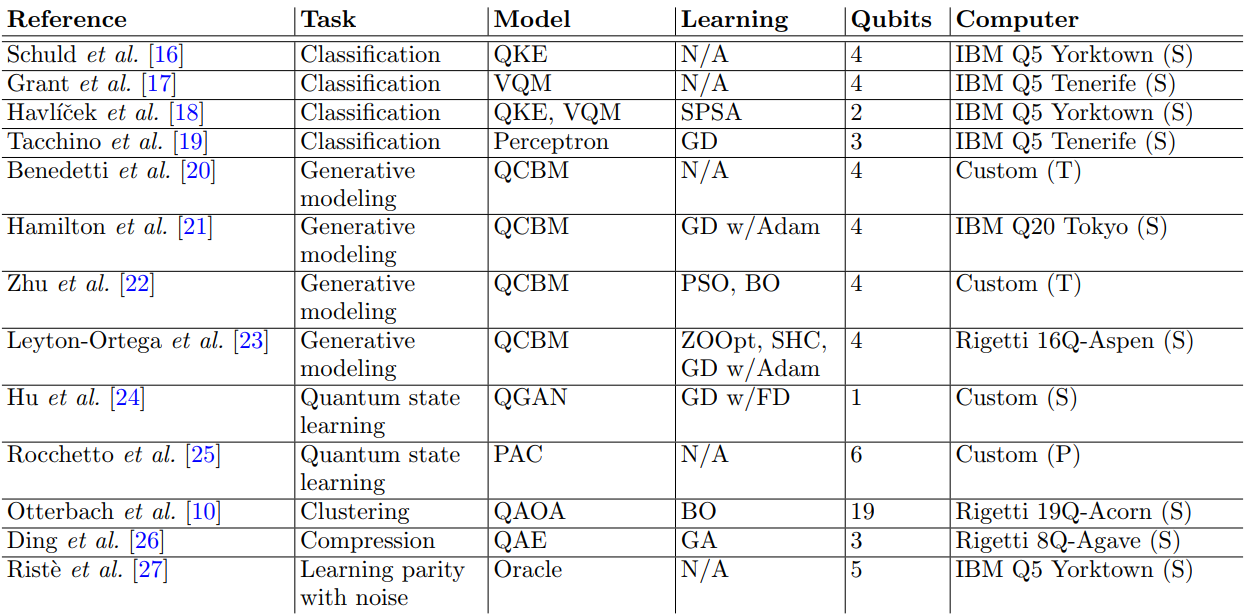 Reference Task Model Learning Qubits Computer
Schuld et al. [16] Classification QKE N/A 4 IBM Q5 Yorktown (S)
Grant et al. [17] Classification VQM N/A 4 IBM Q5 Tenerife (S)
Havlíček et al. [18] Classification QKE, VQM SPSA 2 IBM Q5 Yorktown (S)
Tacchino et al. [19] Classification Perceptron GD 3 IBM Q5 Tenerife (S)
Benedetti et al. [20] Generative QCBM N/A 4 Custom (T)
modeling
Hamilton et al. [21] Generative QCBM GD w/Adam 4 IBM Q20 Tokyo (S)
modeling
Zhu et al. [22] Generative QCBM PSO, BO 4 Custom (T)
modeling
Leyton-Ortega et al. [23] Generative QCBM ZOOpt, SHC, 4 Rigetti 16Q-Aspen (S)
modeling GD w/Adam
Hu et al. [24] Quantum state QGAN GD w/FD 1 Custom (S)
learning
Rocchetto et al. [25] Quantum state PAC N/A 6 Custom (P)
learning
Otterbach et al. [10] Clustering QAOA BO 19 Rigetti 19Q-Acorn (S)
Ding et al. [26] Compression QAE GA 3 Rigetti 8Q-Agave (S)
Ristè et al. [27] Learning parity Oracle N/A 5 IBM Q5 Yorktown (S)
with noise